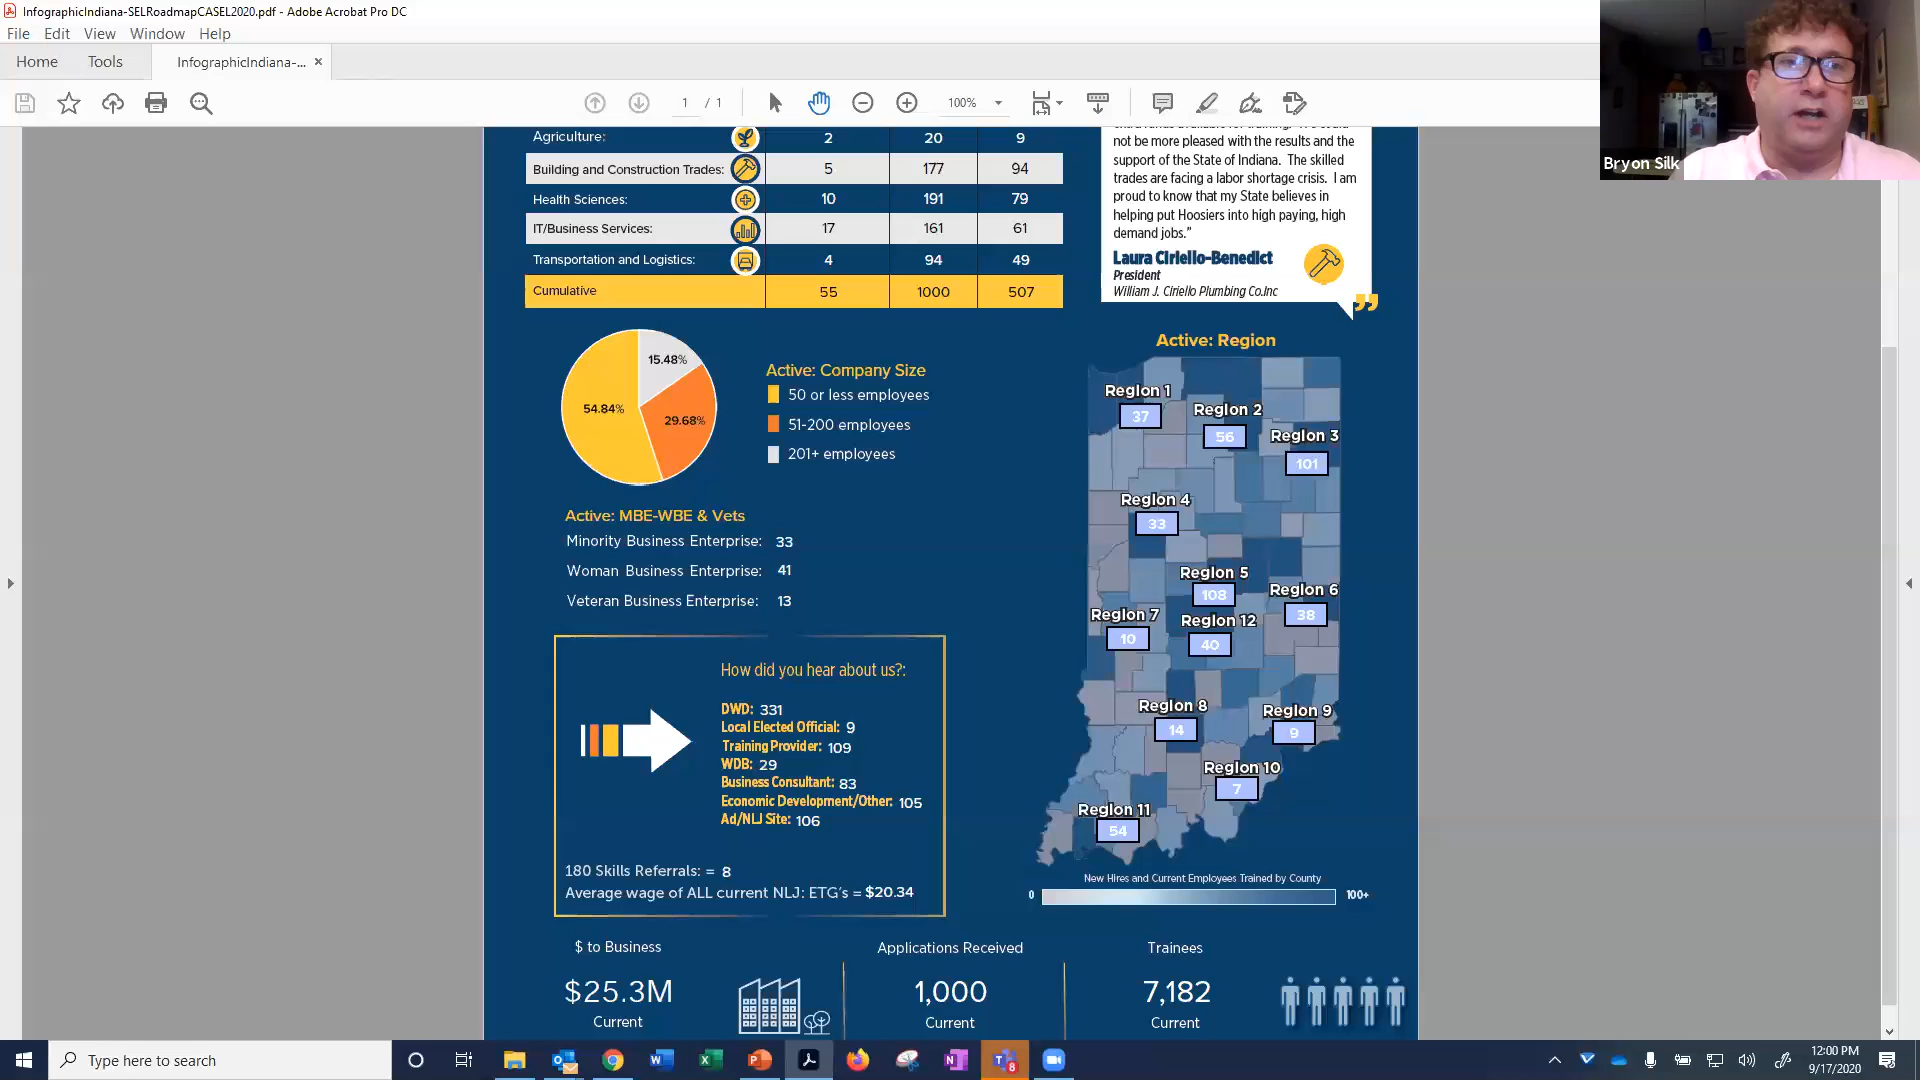 InfographicIndiana-SELRoadmapCASEL2020.pdf - Adobe Acrobat Pro DC
File Edit View Window Help
Home Tools InfographicIndiana-... ×
1 / 1 100%
Bryon Silk
Agriculture: 2 20 9
Building and Construction Trades: 5 177 94
Health Sciences: 10 191 79
IT/Business Services: 17 161 61
Transportation and Logistics: 4 94 49
Cumulative 55 1000 507
not be more pleased with the results and the
support of the State of Indiana. The skilled
trades are facing a labor shortage crisis. I am
proud to know that my State believes in
helping put Hoosiers into high paying, high
demand jobs.”
Laura Ciriello-Benedict
President
William J. Ciriello Plumbing Co.Inc
”
15.48%
54.84%
29.68%
Active: Company Size
50 or less employees
51-200 employees
201+ employees
Active: MBE-WBE & Vets
Minority Business Enterprise: 33
Woman Business Enterprise: 41
Veteran Business Enterprise: 13
How did you hear about us?:
DWD: 331
Local Elected Official: 9
Training Provider: 109
WDB: 29
Business Consultant: 83
Economic Development/Other: 105
Ad/NLJ Site: 106
180 Skills Referrals: = 8
Average wage of ALL current NLJ: ETG's = $20.34
Active: Region
Region 1
37
Region 2
56
Region 3
101
Region 4
33
Region 5
108
Region 6
38
Region 7
10
Region 12
40
Region 8
14
Region 9
9
Region 10
7
Region 11
54
New Hires and Current Employees Trained by County
0 100+
$ to Business
$25.3M
Current
Applications Received
1,000
Current
Trainees
7,182
Current
Type here to search
8
12:00 PM
9/17/2020